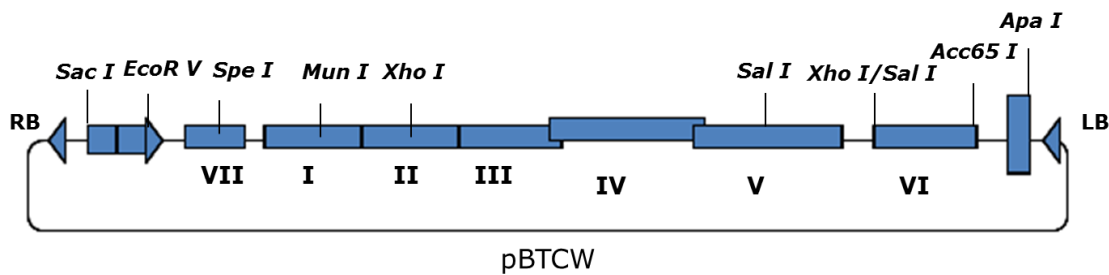 Apa I
Acc65 I
Sac I EcoR V Spe I Mun I Xho I Sal I Xho I/Sal I
RB LB
VII I II III IV V VI
pBTCW